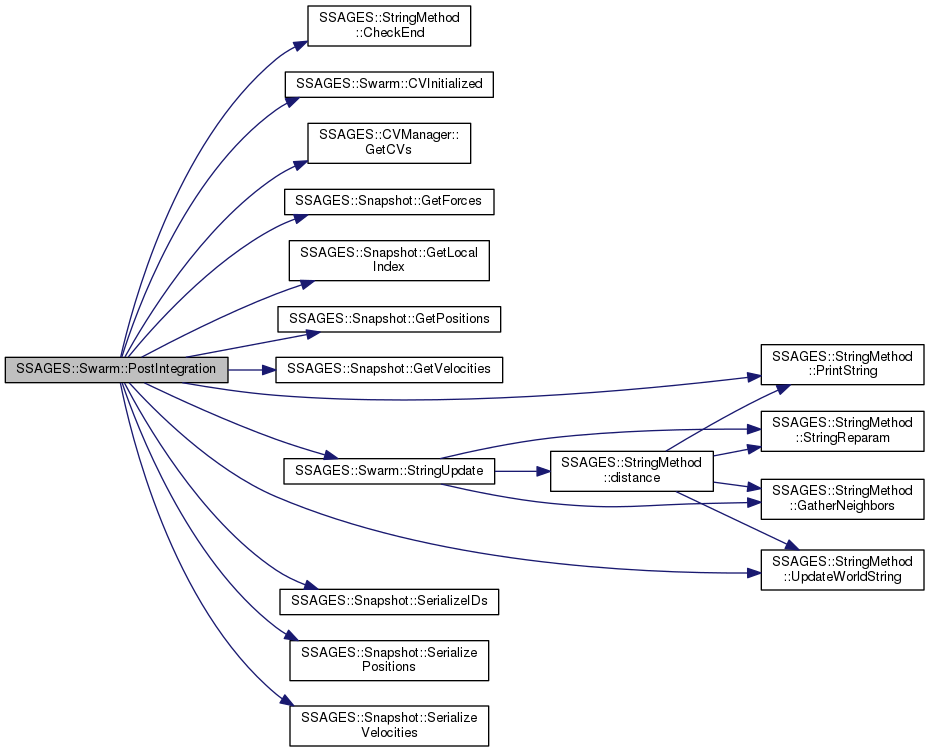 SSAGES::StringMethod
::CheckEnd
SSAGES::Swarm::CVInitialized
SSAGES::CVManager::
GetCVs
SSAGES::Snapshot::GetForces
SSAGES::Snapshot::GetLocal
Index
SSAGES::Snapshot::GetPositions
SSAGES::Swarm::PostIntegration
SSAGES::Snapshot::GetVelocities
SSAGES::StringMethod
::PrintString
SSAGES::StringMethod
::StringReparam
SSAGES::Swarm::StringUpdate
SSAGES::StringMethod
::distance
SSAGES::StringMethod
::GatherNeighbors
SSAGES::StringMethod
::UpdateWorldString
SSAGES::Snapshot::SerializeIDs
SSAGES::Snapshot::Serialize
Positions
SSAGES::Snapshot::Serialize
Velocities